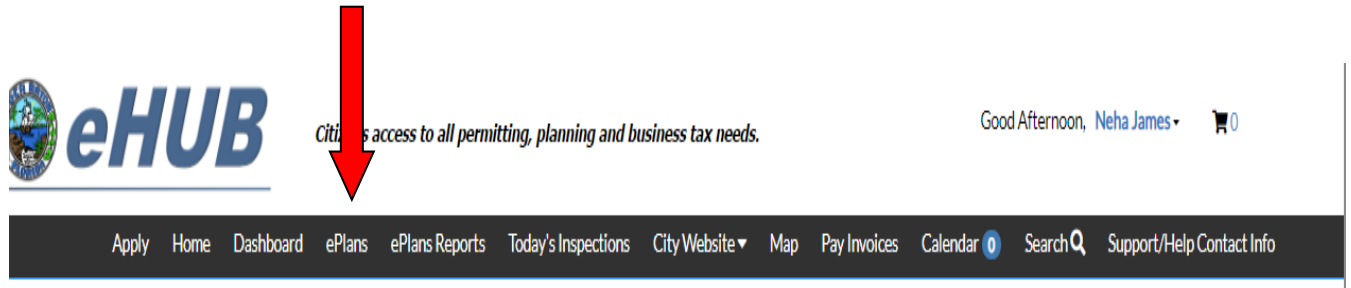 eHUB
Citizens access to all permitting, planning and business tax needs.
Good Afternoon, Neha James 0
Apply Home Dashboard ePlans ePlans Reports Today's Inspections City Website Map Pay Invoices Calendar 0 Search Support/Help Contact Info